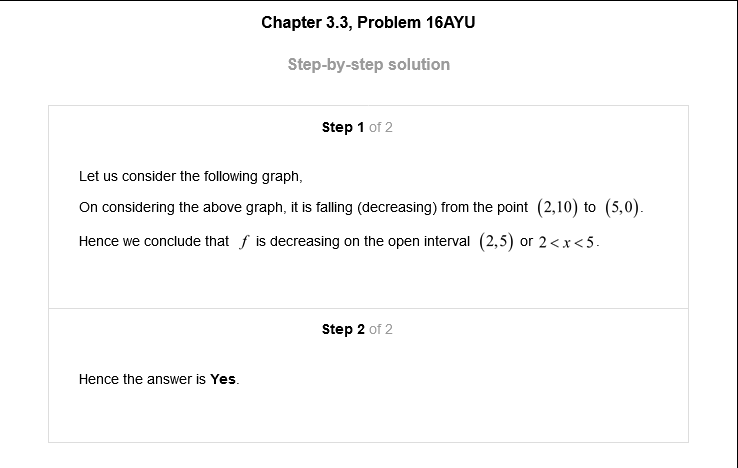 Chapter 3.3, Problem 16AYU
Step-by-step solution
Step 1 of 2
Let us consider the following graph,
On considering the above graph, it is falling (decreasing) from the point (2,10) to (5,0).
Hence we conclude that f is decreasing on the open interval (2,5) or 2 < x < 5.
Step 2 of 2
Hence the answer is Yes.